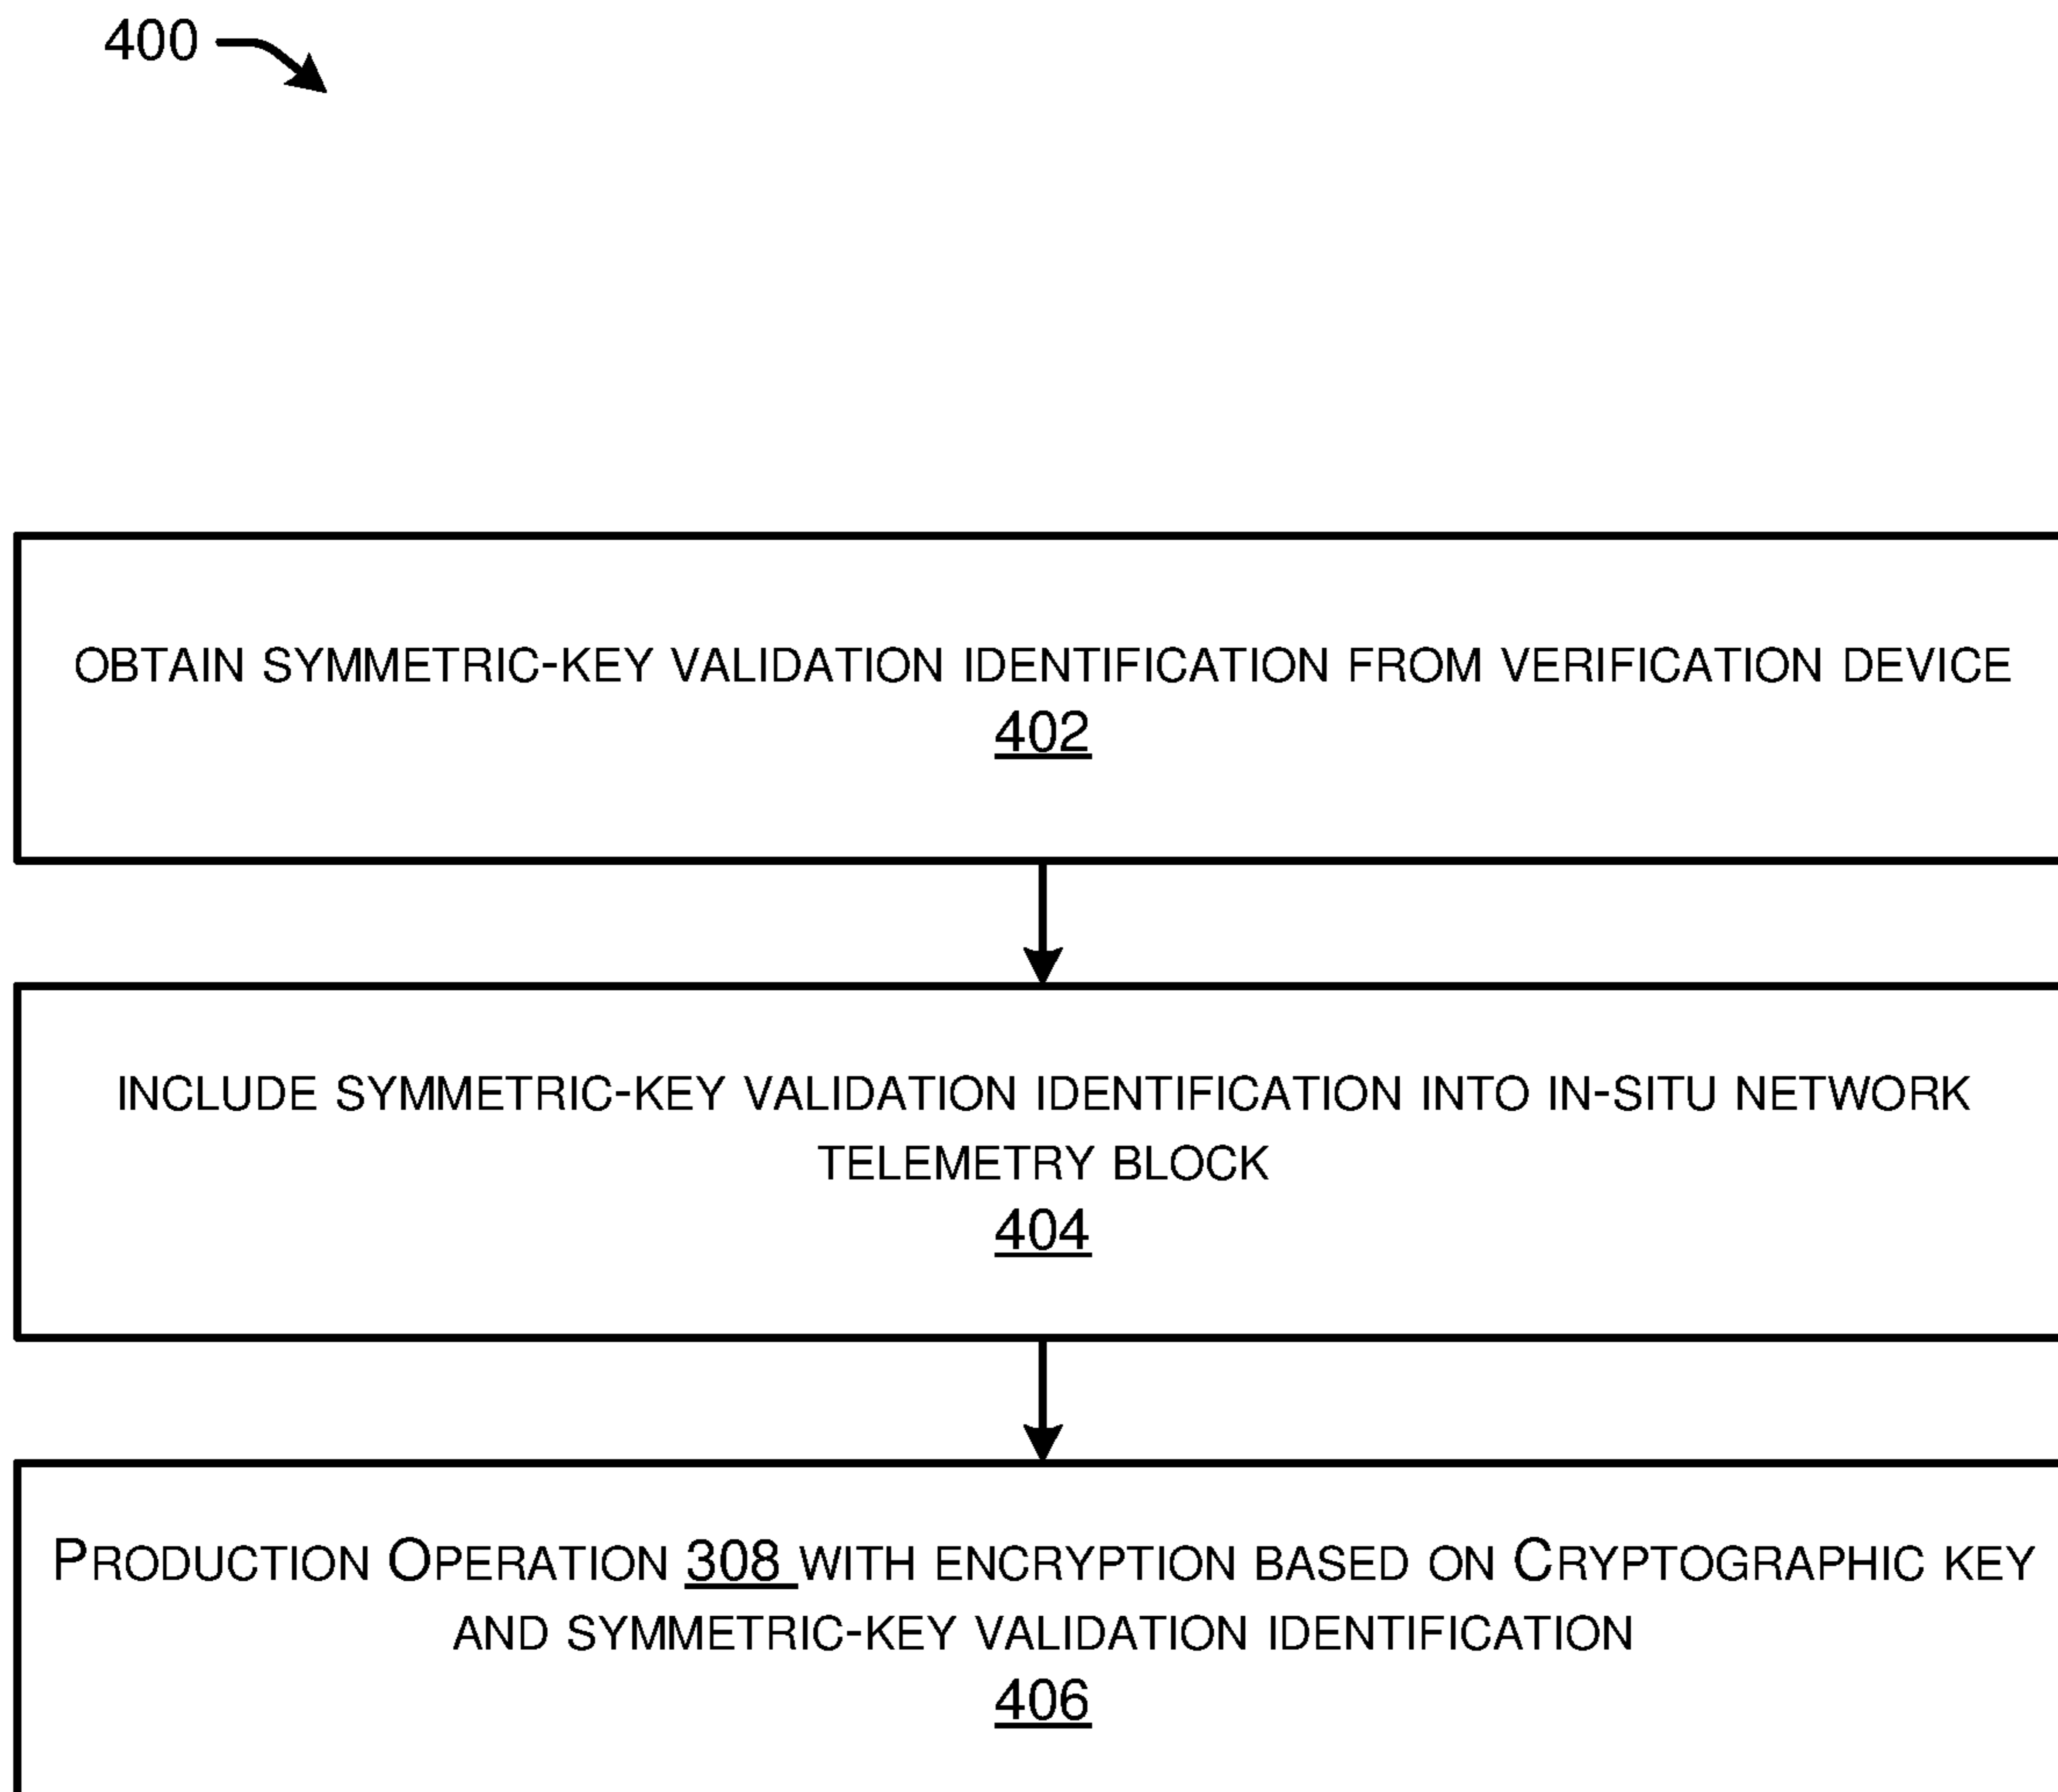 400
OBTAIN SYMMETRIC-KEY VALIDATION IDENTIFICATION FROM VERIFICATION DEVICE
402
INCLUDE SYMMETRIC-KEY VALIDATION IDENTIFICATION INTO IN-SITU NETWORK
TELEMETRY BLOCK
404
PRODUCTION OPERATION 308 WITH ENCRYPTION BASED ON CRYPTOGRAPHIC KEY
AND SYMMETRIC-KEY VALIDATION IDENTIFICATION
406